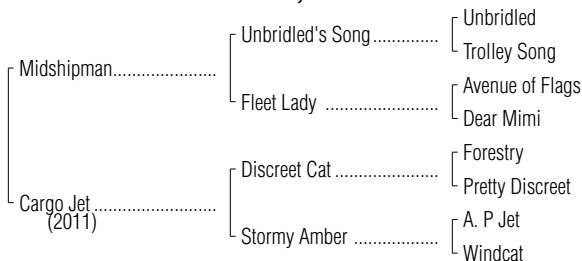 Unbridled
Unbridled's Song..............
Trolley Song
Midshipman......................
Avenue of Flags
Fleet Lady ........................
Dear Mimi
Forestry
Discreet Cat ......................
Pretty Discreet
Cargo Jet ..........................
(2011)
A. P Jet
Stormy Amber ..................
Windcat